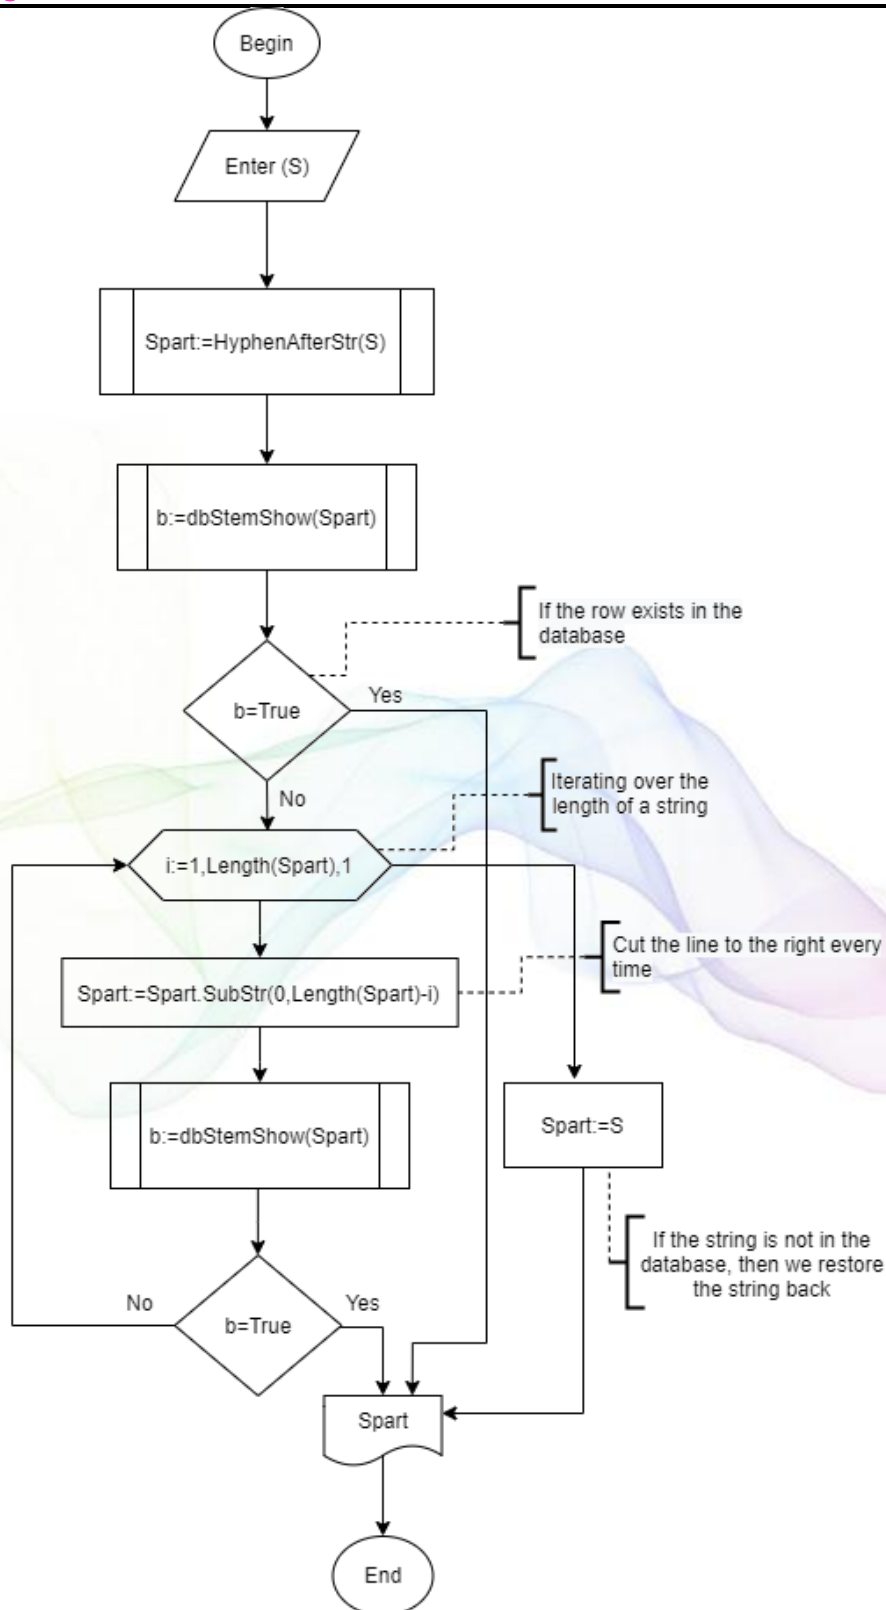 Begin
Enter (S)
Spart:=HyphenAfterStr(S)
b:=dbStemShow(Spart)
If the row exists in the
database
b=True
Yes
No
Iterating over the
length of a string
i:=1,Length(Spart),1
Cut the line to the right every
time
Spart:=Spart.SubStr(0,Length(Spart)-i)
b:=dbStemShow(Spart)
Spart:=S
If the string is not in the
database, then we restore
the string back
No
Yes
b=True
Spart
End